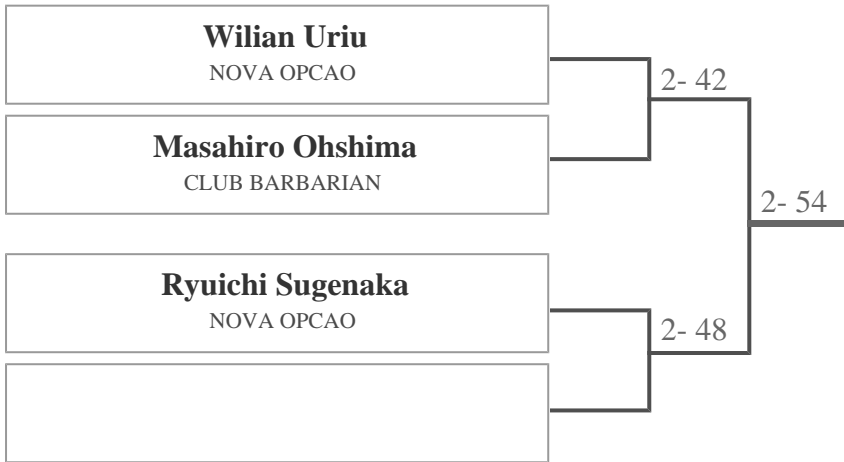 Wilian Uriu
NOVA OPCAO
2- 42
Masahiro Ohshima
CLUB BARBARIAN
2- 54
Ryuichi Sugenaka
NOVA OPCAO
2- 48